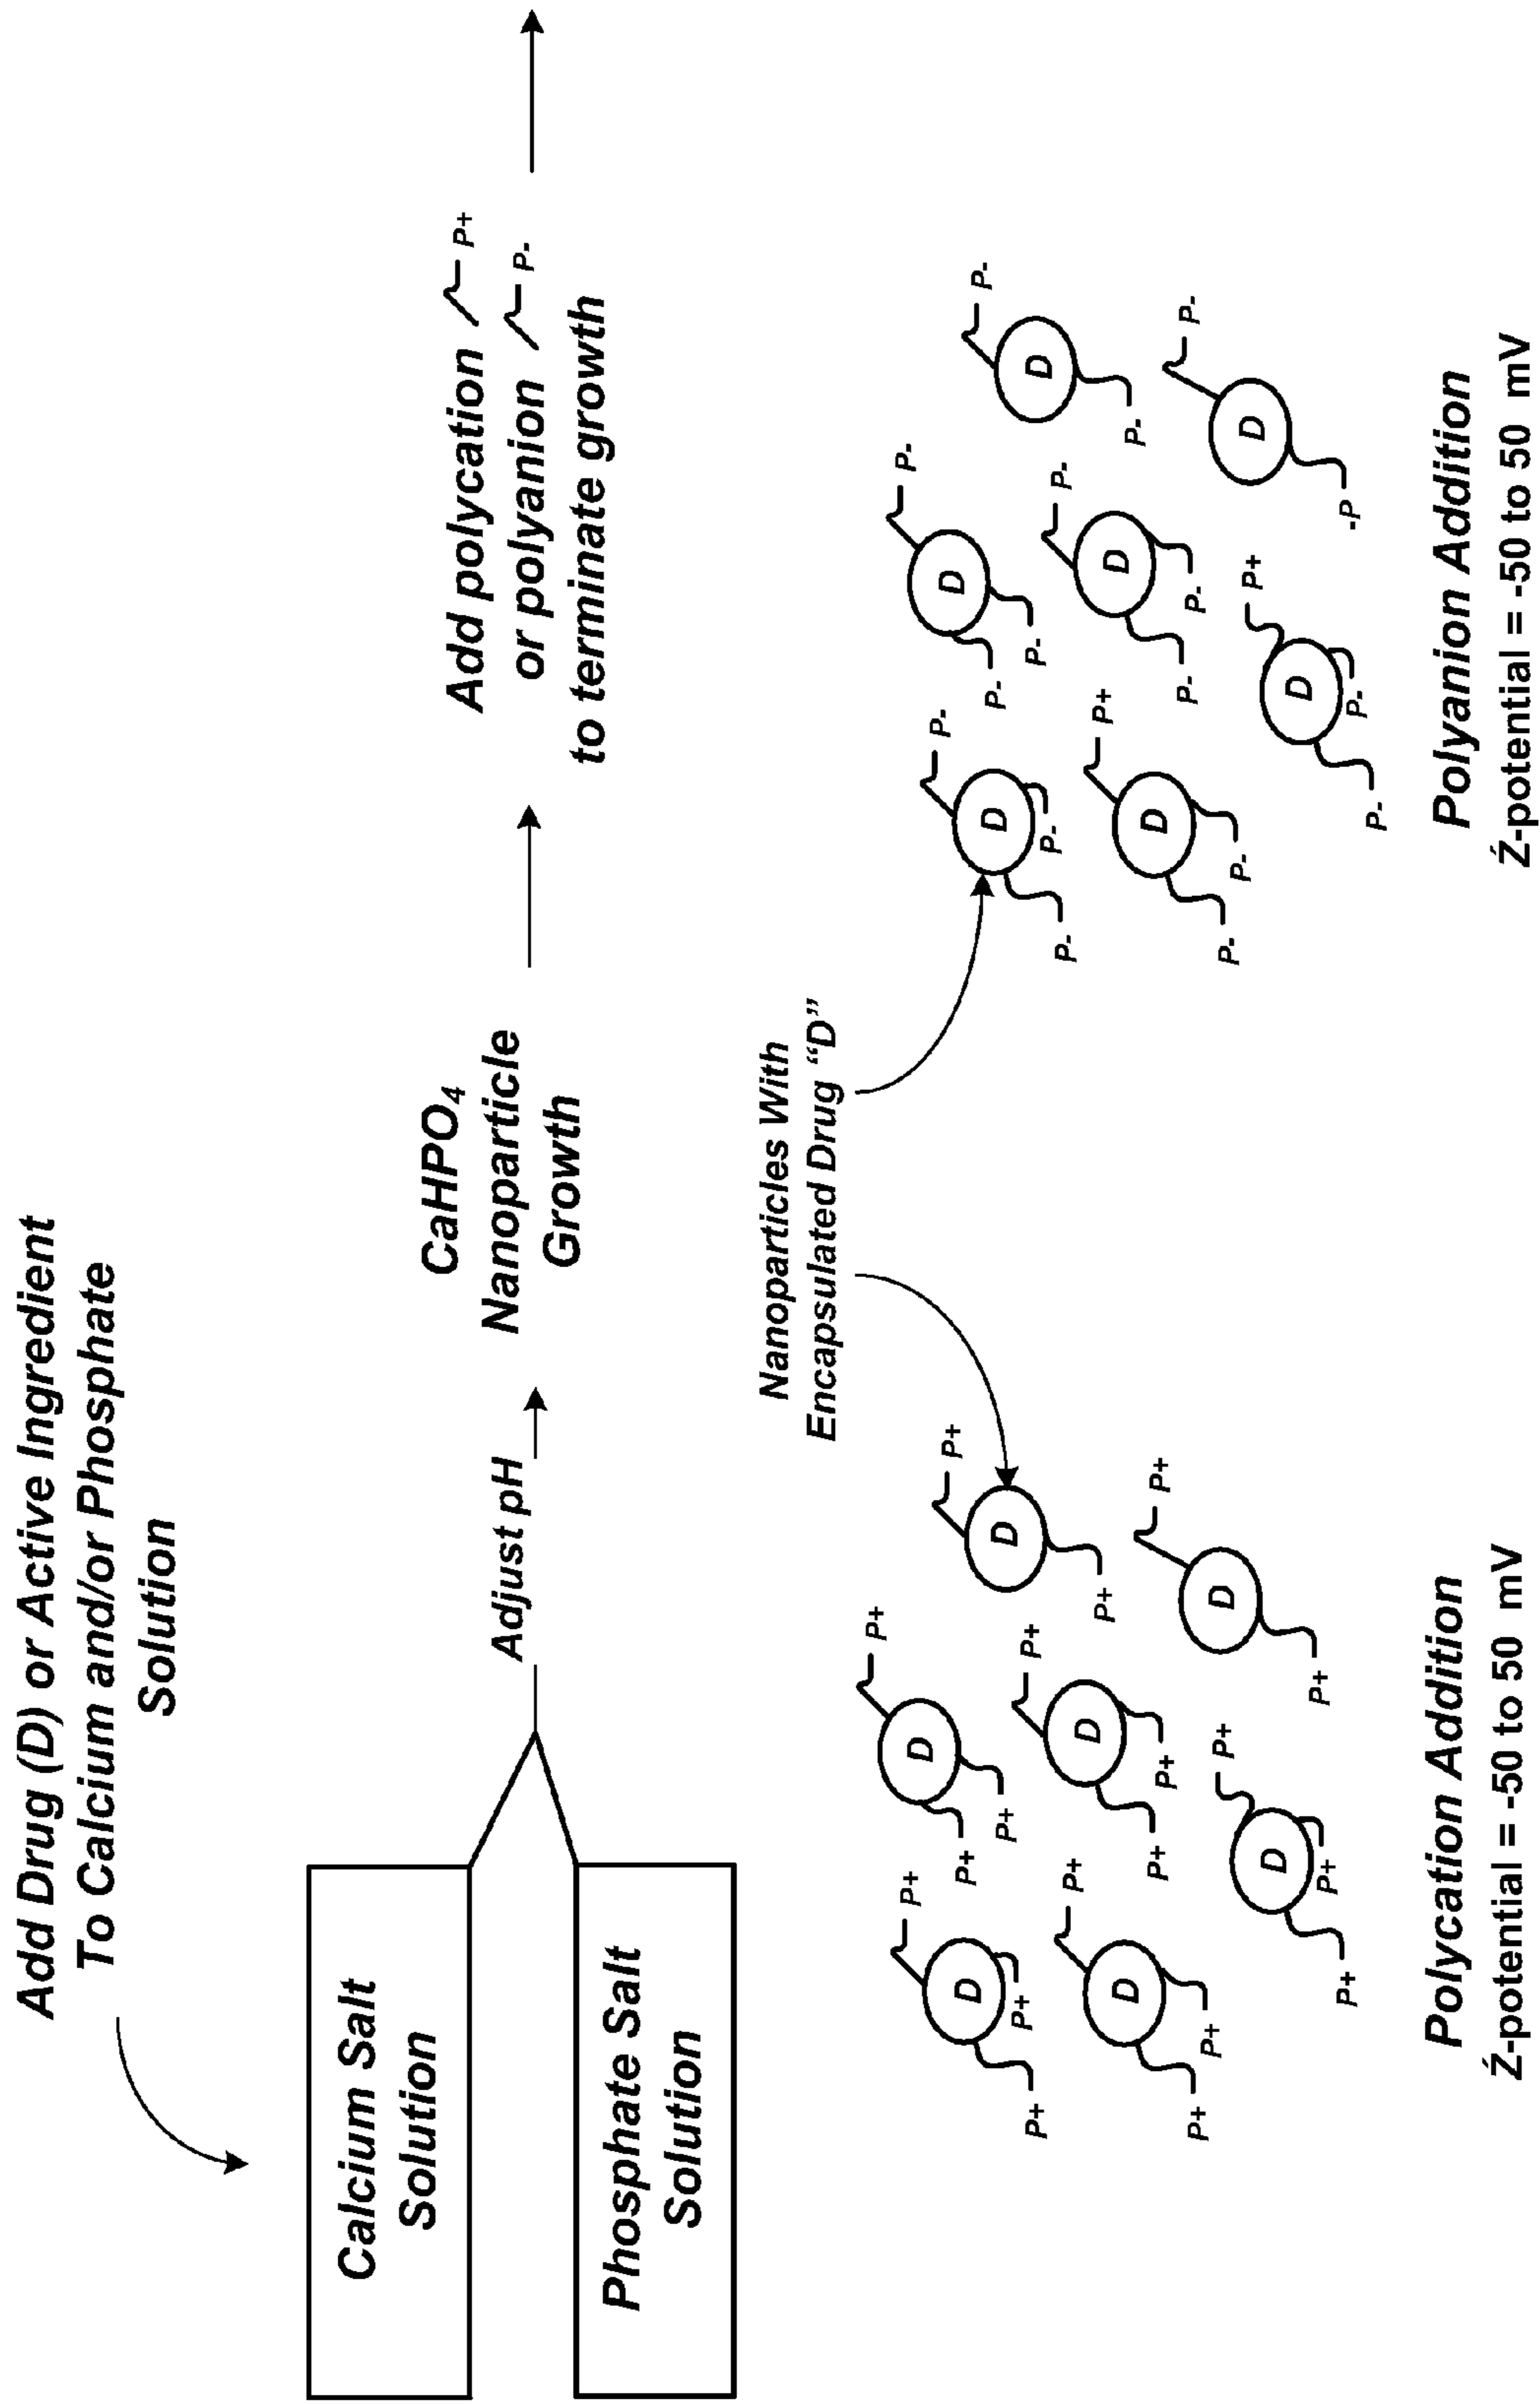 Add Drug (D) or Active Ingredient
To Calcium and/or Phosphate
Solution
Calcium Salt
Solution
Phosphate Salt
Solution
Adjust pH
CaHPO₄
Nanoparticle
Growth
Add polycation P+
or polyanion P-
to terminate growth
Nanoparticles With
Encapsulated Drug “D”
P+
D
P+
P+
P+
D
P+
P+
P+
D
P+
P+
D
P+
P+
P+
D
P+
P+
P+
D
P+
P+
D
P+
P+
Polycation Addition
Ź-potential = -50 to 50 mV
P-
D
P-
P-
P-
D
P-
P-
P-
D
P-
P-
D
P-
P-
P+
D
P-
P-
P-
D
-P
P+
D
P-
P-
Polyanion Addition
Ź-potential = -50 to 50 mV